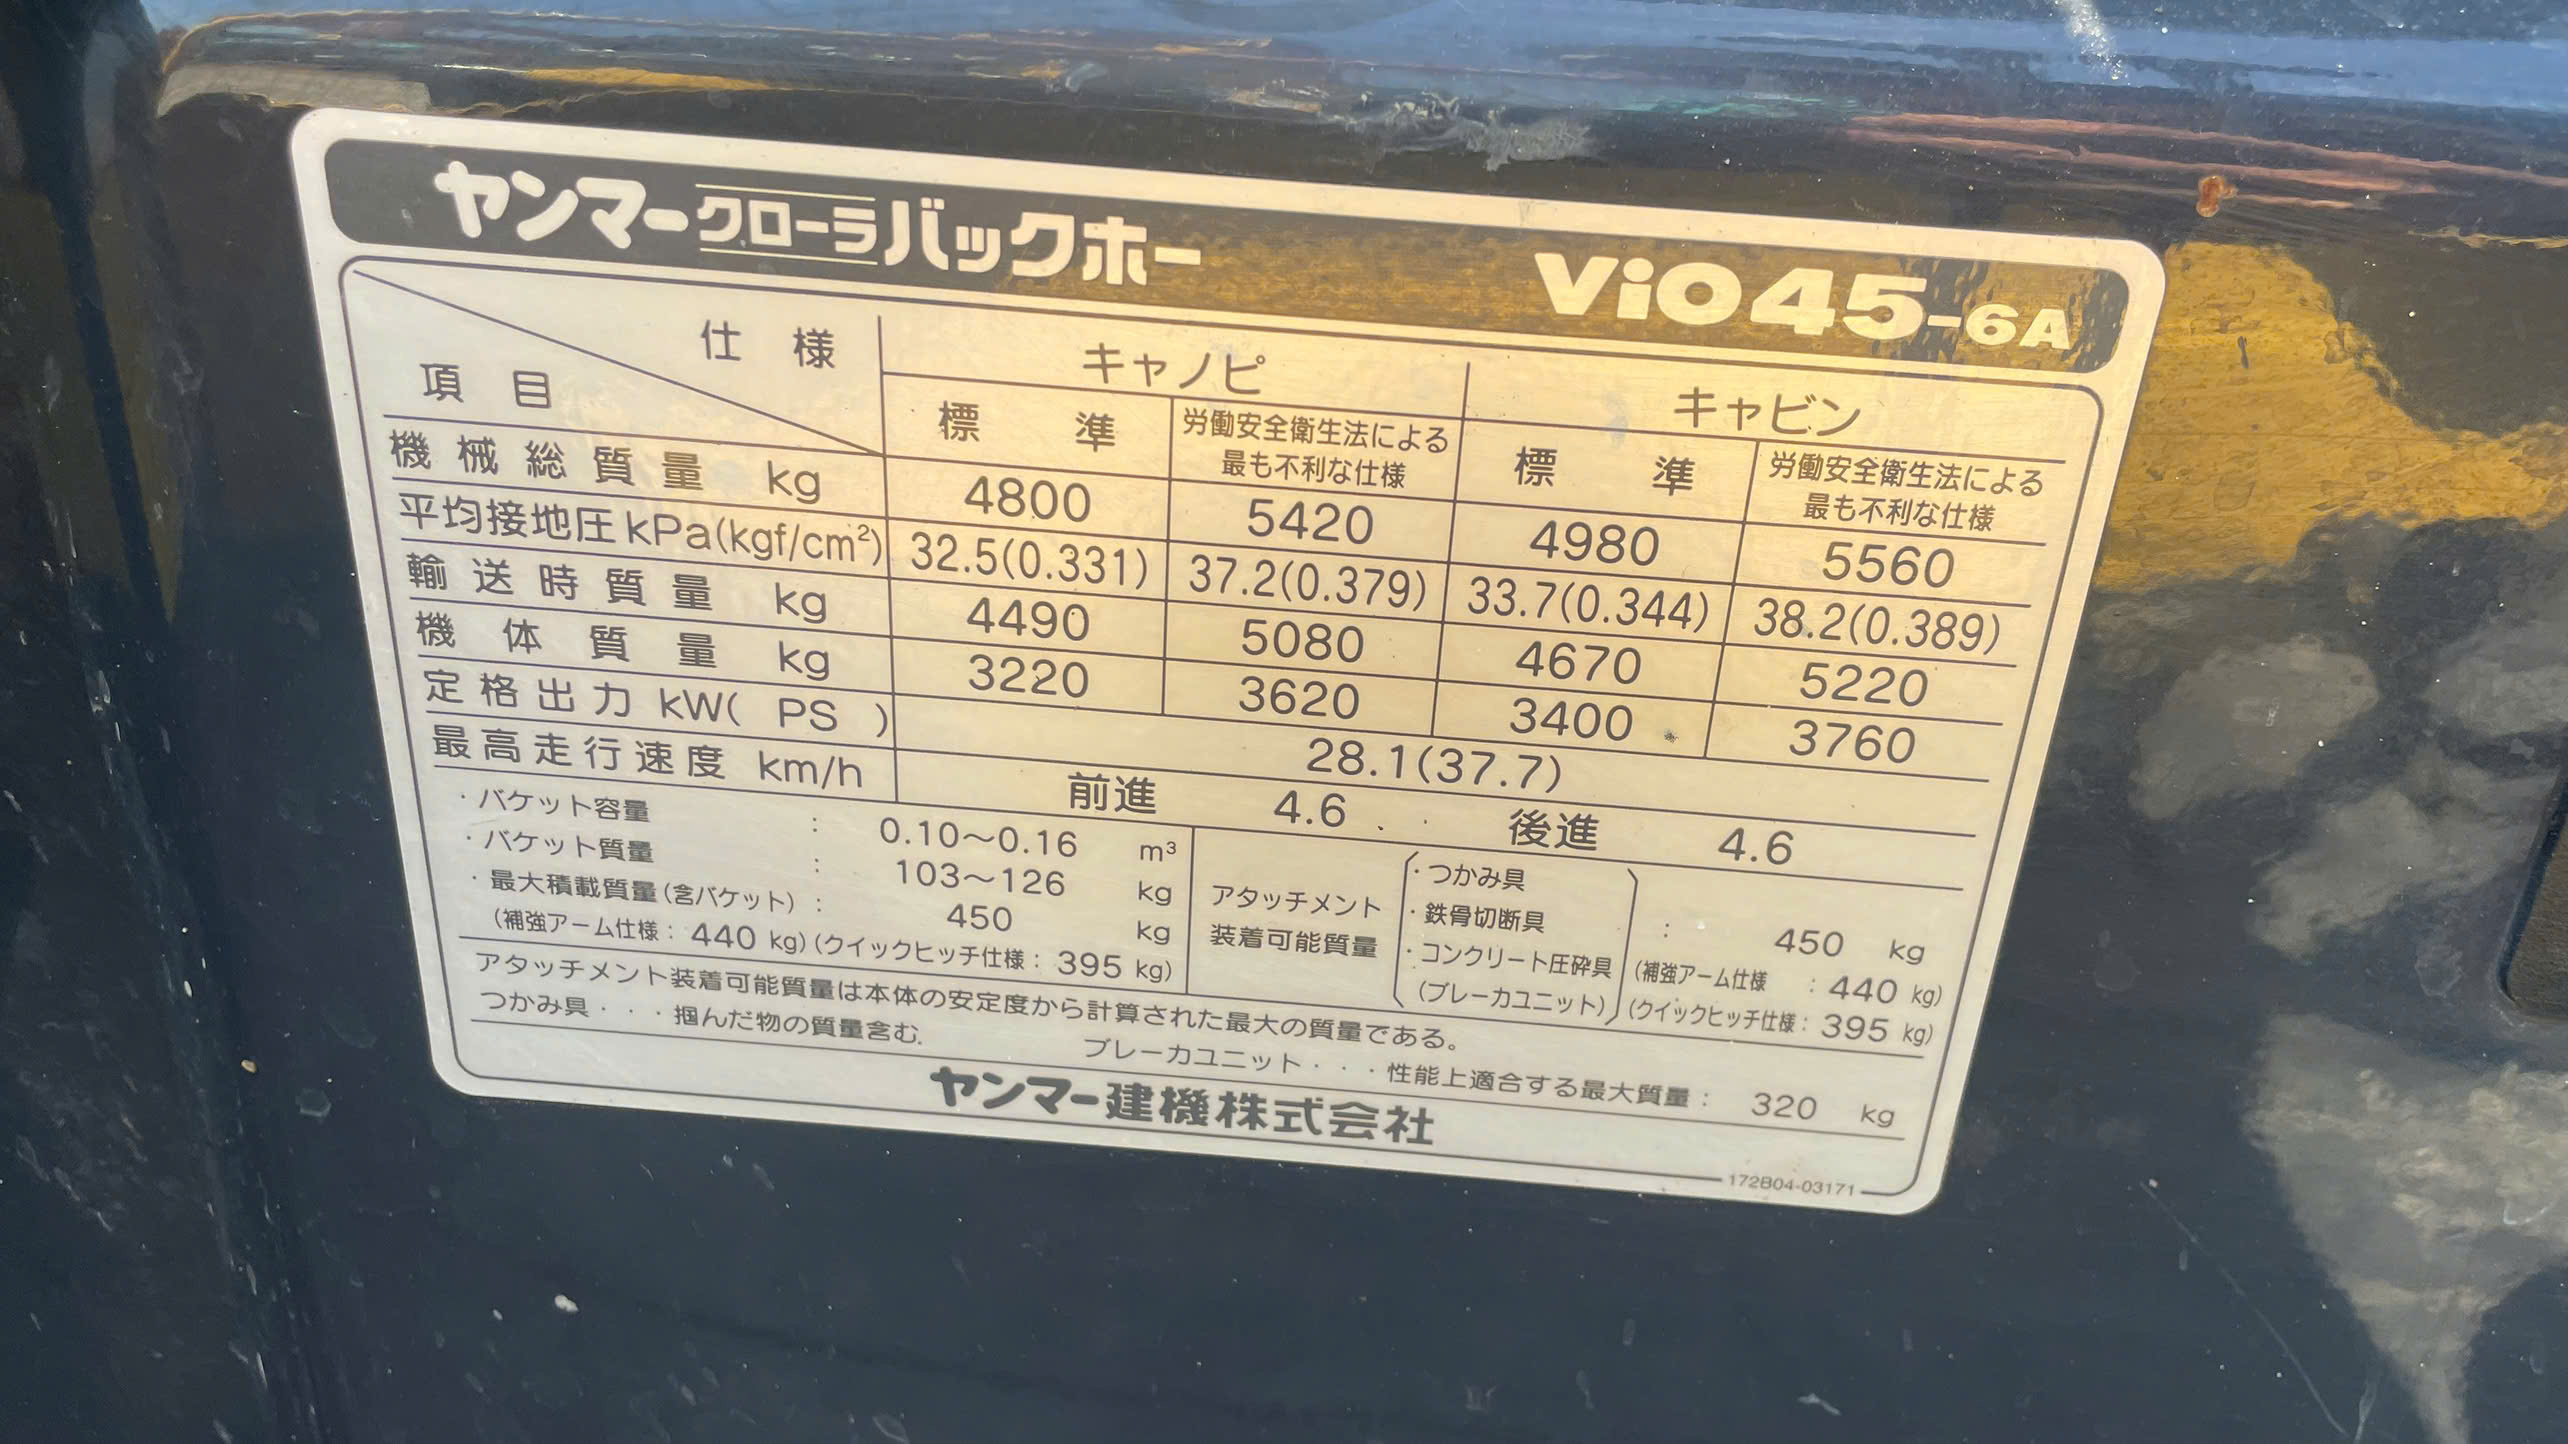 ヤンマークローラバックホー ViO45-6A
仕様 キャノピ キャビン
項目 標準 労働安全衛生法による最も不利な仕様 標準 労働安全衛生法による最も不利な仕様
機械総質量 kg 4800 5420 4980 5560
平均接地圧 kPa(kgf/cm²) 32.5(0.331) 37.2(0.379) 33.7(0.344) 38.2(0.389)
輸送時質量 kg 4490 5080 4670 5220
機体質量 kg 3220 3620 3400 3760
定格出力 kW( PS ) 28.1(37.7)
最高走行速度 km/h 前進 4.6 後進 4.6
・バケット容量 : 0.10～0.16 m³
・バケット質量 : 103～126 kg
・最大積載質量(含バケット) : 450 kg
(補強アーム仕様: 440 kg)(クイックヒッチ仕様: 395 kg)
アタッチメント装着可能質量
・つかみ具
・鉄骨切断具
・コンクリート圧砕具
(ブレーカユニット)
: 450 kg
(補強アーム仕様 : 440 kg)
(クイックヒッチ仕様: 395 kg)
アタッチメント装着可能質量は本体の安定度から計算された最大の質量である。
つかみ具・・・掴んだ物の質量含む. ブレーカユニット・・・性能上適合する最大質量: 320 kg
ヤンマー建機株式会社
172B04-03171